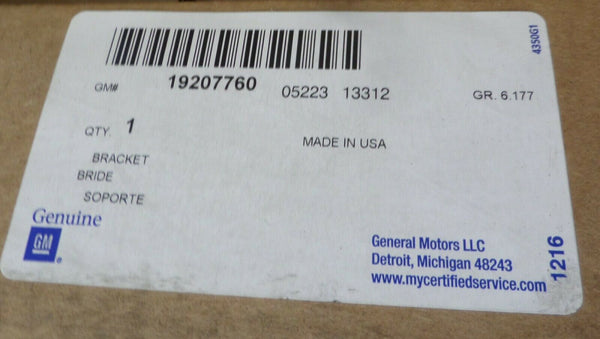 4350G1
GM# 19207760 05223 13312 GR. 6.177
QTY. 1
MADE IN USA
BRACKET
BRIDE
SOPORTE
Genuine
GM
General Motors LLC
Detroit, Michigan 48243
www.mycertifiedservice.com
1216